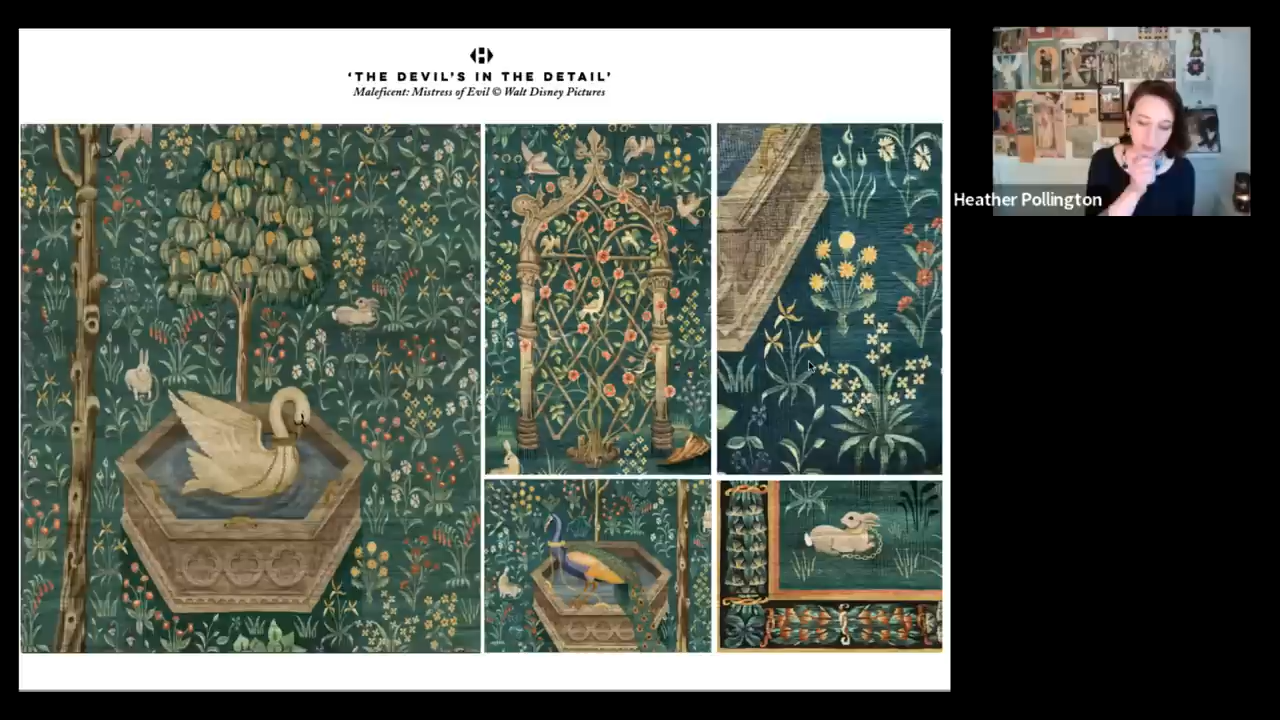 ‘THE DEVIL’S IN THE DETAIL’
Maleficent: Mistress of Evil © Walt Disney Pictures
Heather Pollington